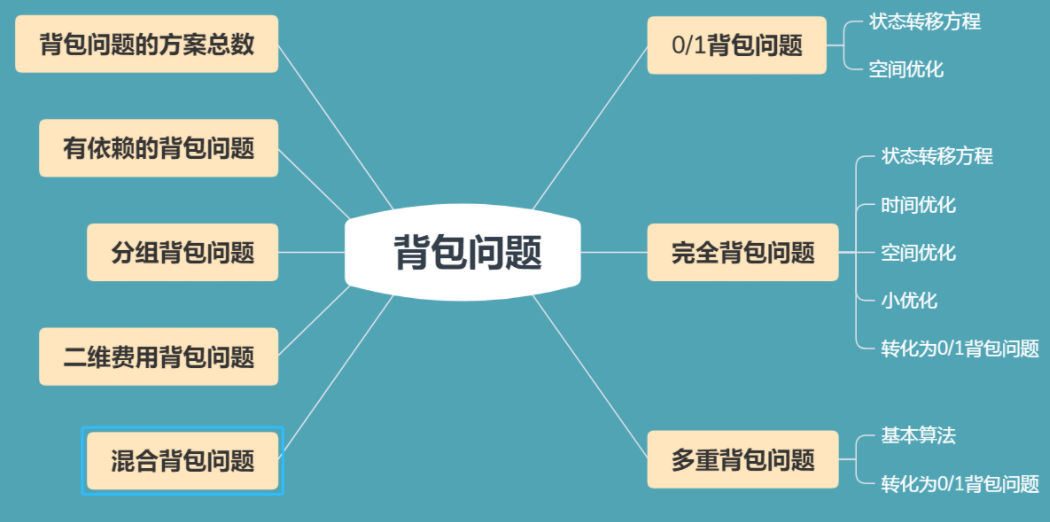 背包问题
0/1背包问题
状态转移方程
空间优化
完全背包问题
状态转移方程
时间优化
空间优化
小优化
转化为0/1背包问题
多重背包问题
基本算法
转化为0/1背包问题
背包问题的方案总数
有依赖的背包问题
分组背包问题
二维费用背包问题
混合背包问题